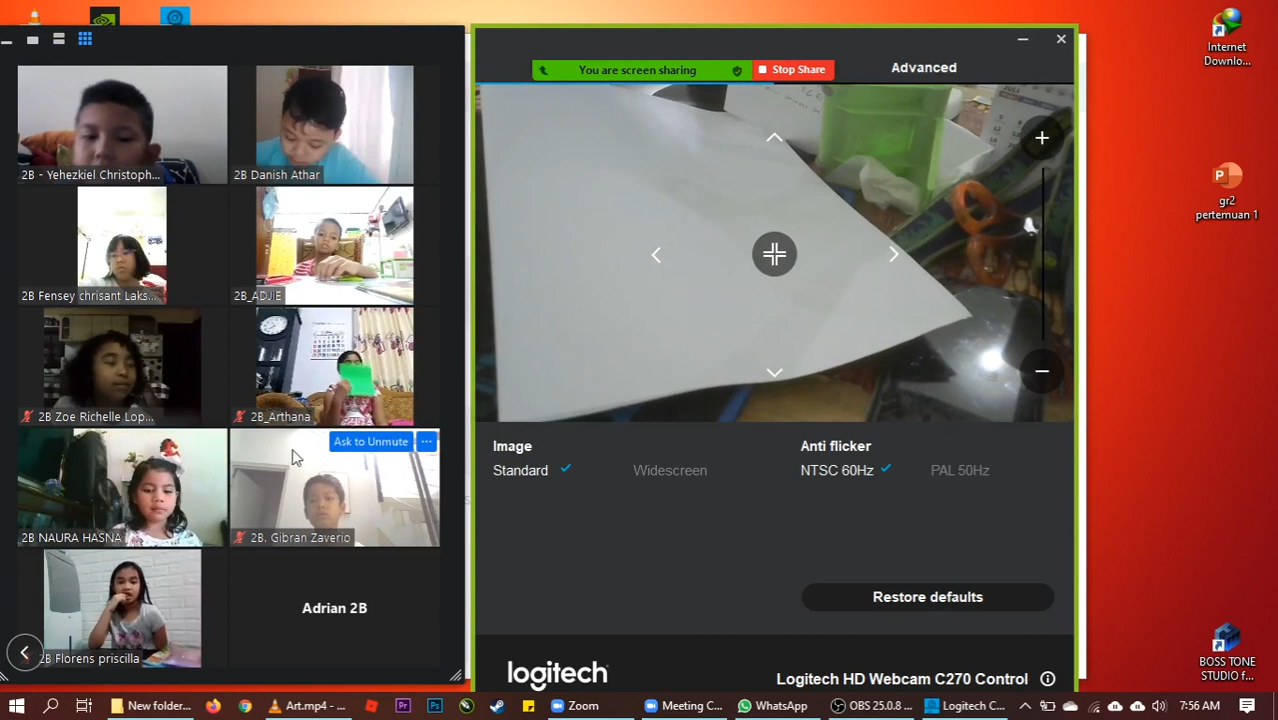 Internet
Downlo...
gr2
pertemuan 1
BOSS TONE
STUDIO f...
You are screen sharing
Stop Share
Advanced
2B - Yehezkiel Christoph...
2B Danish Athar
2B Fensey chrisant Laks...
2B_ADJIE
2B Zoe Richelle Lop...
2B_Arthana
Ask to Unmute
...
2B NAURA HASNA
2B. Gibran Zaverio
2B Florens priscilla
Adrian 2B
Image
Standard
Widescreen
Anti flicker
NTSC 60Hz
PAL 50Hz
Restore defaults
logitech
Logitech HD Webcam C270 Control
New folder...
Art.mp4 - ...
Pr
Ps
Zoom
Meeting C...
WhatsApp
OBS 25.0.8 ...
Logitech C...
7:56 AM